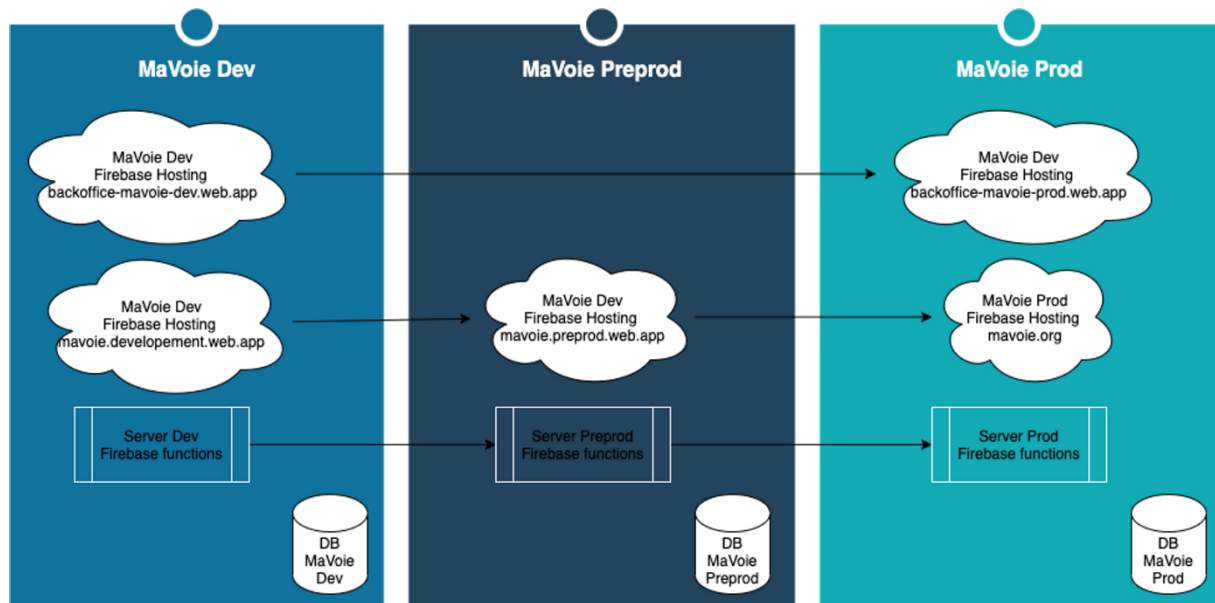 MaVoie Dev
MaVoie Dev
Firebase Hosting
backoffice-mavoie-dev.web.app
MaVoie Dev
Firebase Hosting
mavoie.developement.web.app
Server Dev
Firebase functions
DB
MaVoie
Dev
MaVoie Preprod
MaVoie Dev
Firebase Hosting
mavoie.preprod.web.app
Server Preprod
Firebase functions
DB
MaVoie
Preprod
MaVoie Prod
MaVoie Dev
Firebase Hosting
backoffice-mavoie-prod.web.app
MaVoie Prod
Firebase Hosting
mavoie.org
Server Prod
Firebase functions
DB
MaVoie
Prod